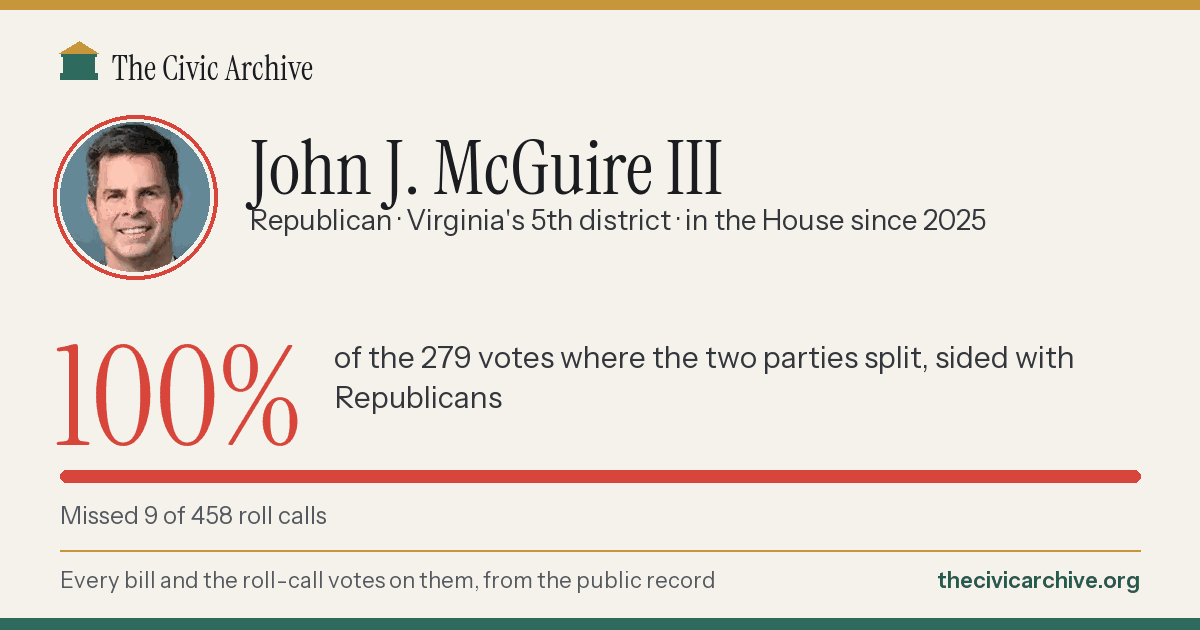 The Civic Archive
John J. McGuire III
Republican · Virginia's 5th district · in the House since 2025
100%
of the 279 votes where the two parties split, sided with
Republicans
Missed 9 of 458 roll calls
Every bill and the roll-call votes on them, from the public record
thecivicarchive.org